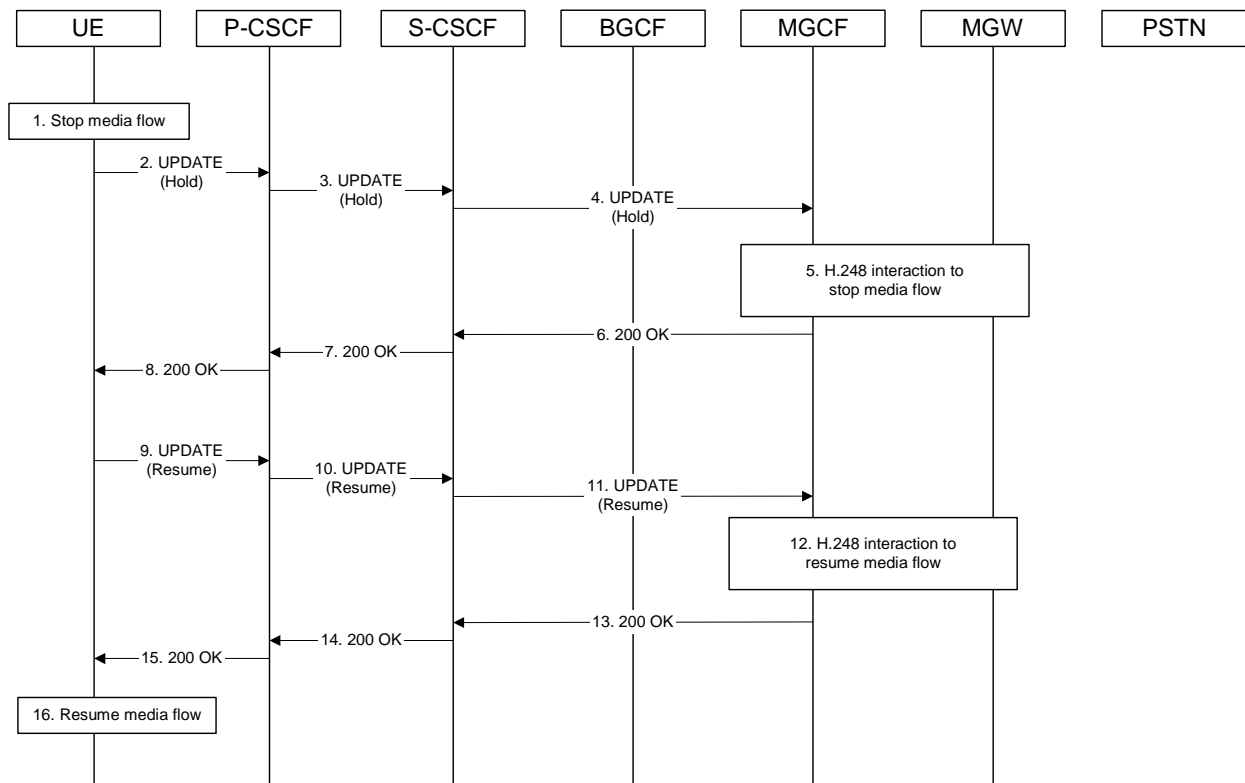 UE
P-CSCF
S-CSCF
BGCF
MGCF
MGW
PSTN
1. Stop media flow
2. UPDATE
(Hold)
3. UPDATE
(Hold)
4. UPDATE
(Hold)
5. H.248 interaction to
stop media flow
6. 200 OK
7. 200 OK
8. 200 OK
9. UPDATE
(Resume)
10. UPDATE
(Resume)
11. UPDATE
(Resume)
12. H.248 interaction to
resume media flow
13. 200 OK
14. 200 OK
15. 200 OK
16. Resume media flow